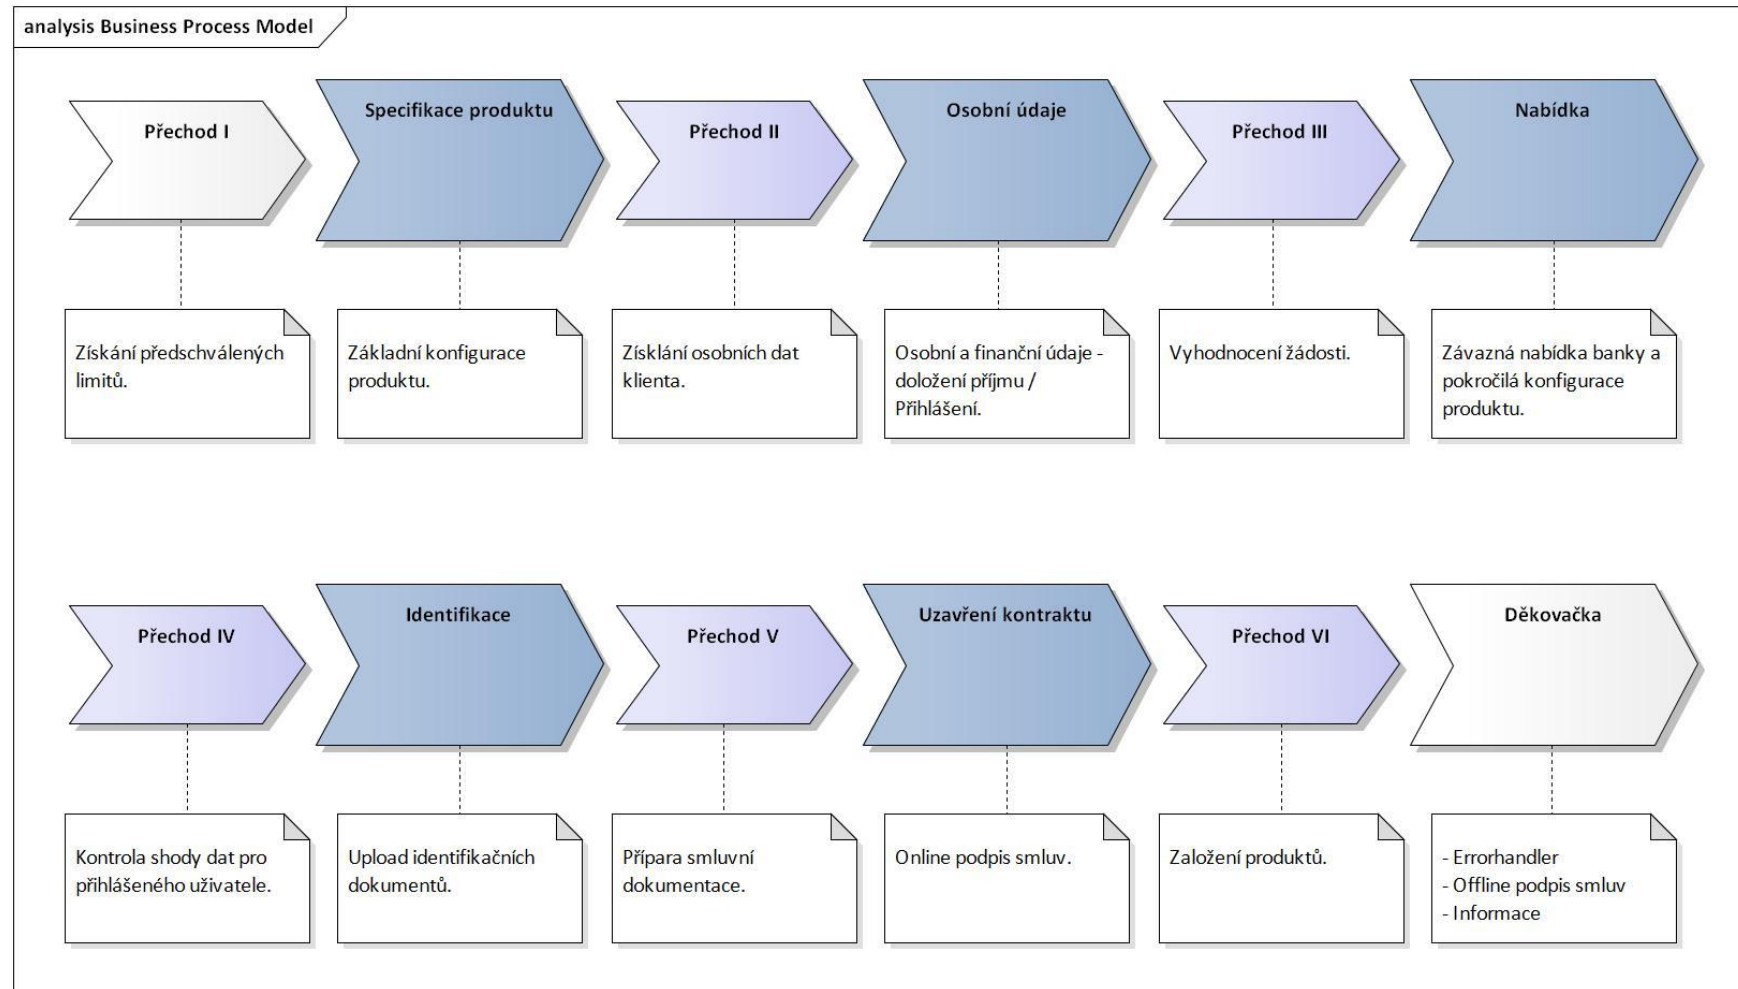 analysis Business Process Model
Přechod I
Specifikace produktu
Přechod II
Osobní údaje
Přechod III
Nabídka
Získání předschválených
limitů.
Základní konfigurace
produktu.
Získlání osobních dat
klienta.
Osobní a finanční údaje -
doložení příjmu /
Přihlášení.
Vyhodnocení žádosti.
Závazná nabídka banky a
pokročilá konfigurace
produktu.
Přechod IV
Identifikace
Přechod V
Uzavření kontraktu
Přechod VI
Děkovačka
Kontrola shody dat pro
přihlášeného uživatele.
Upload identifikačních
dokumentů.
Přípara smluvní
dokumentace.
Online podpis smluv.
Založení produktů.
- Errorhandler
- Offline podpis smluv
- Informace